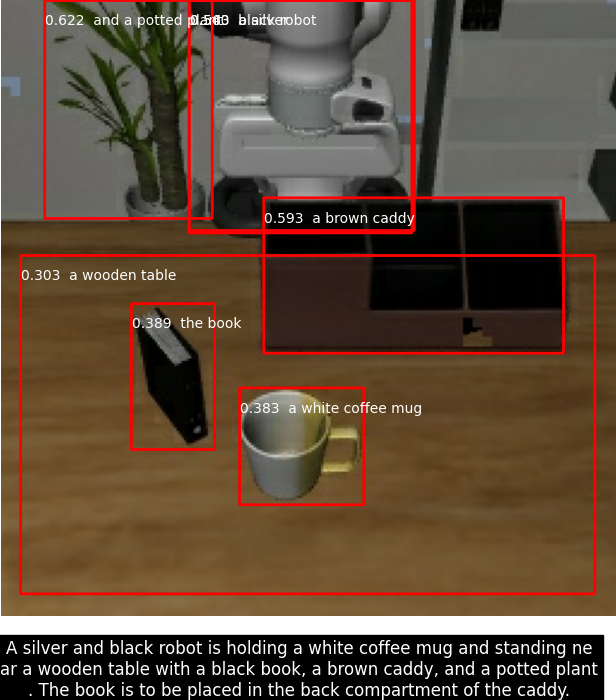 0.622 and a potted plant
robot
0.593 a brown caddy
0.303 a wooden table
0.389 the book
0.383 a white coffee mug
A silver and black robot is holding a white coffee mug and standing ne
ar a wooden table with a black book, a brown caddy, and a potted plant
. The book is to be placed in the back compartment of the caddy.